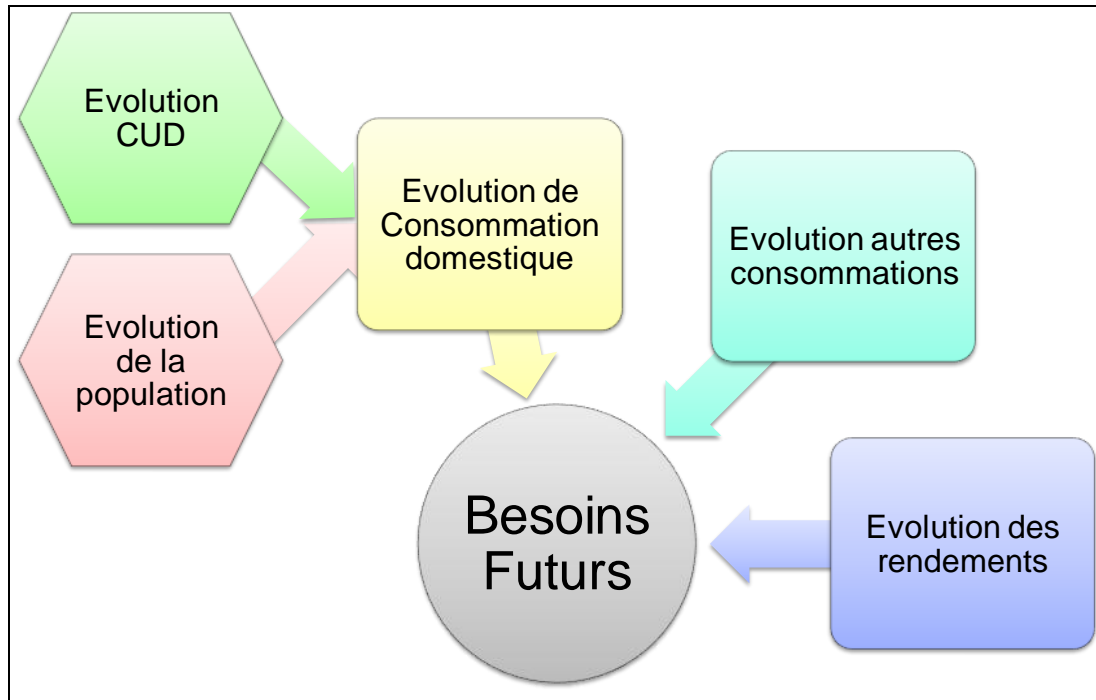 Evolution
CUD
Evolution
de la
population
Evolution de
Consommation
domestique
Evolution autres
consommations
Besoins
Futurs
Evolution des
rendements